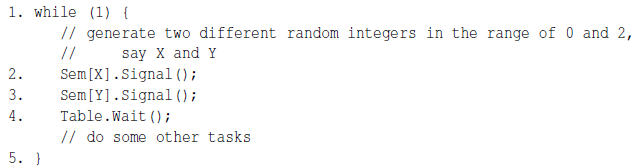 1. while (1) {
// generate two different random integers in the range of 0 and 2,
// say X and Y
2. Sem[X].Signal();
3. Sem[Y].Signal();
4. Table.Wait();
// do some other tasks
5. }